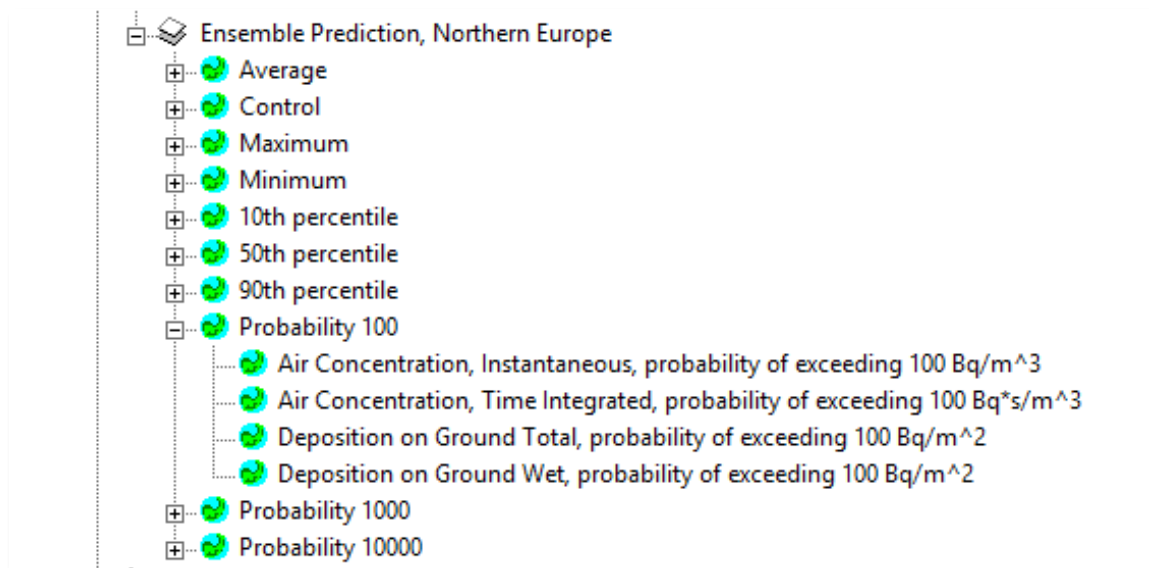 Ensemble Prediction, Northern Europe
Average
Control
Maximum
Minimum
10th percentile
50th percentile
90th percentile
Probability 100
Air Concentration, Instantaneous, probability of exceeding 100 Bq/m^3
Air Concentration, Time Integrated, probability of exceeding 100 Bq*s/m^3
Deposition on Ground Total, probability of exceeding 100 Bq/m^2
Deposition on Ground Wet, probability of exceeding 100 Bq/m^2
Probability 1000
Probability 10000